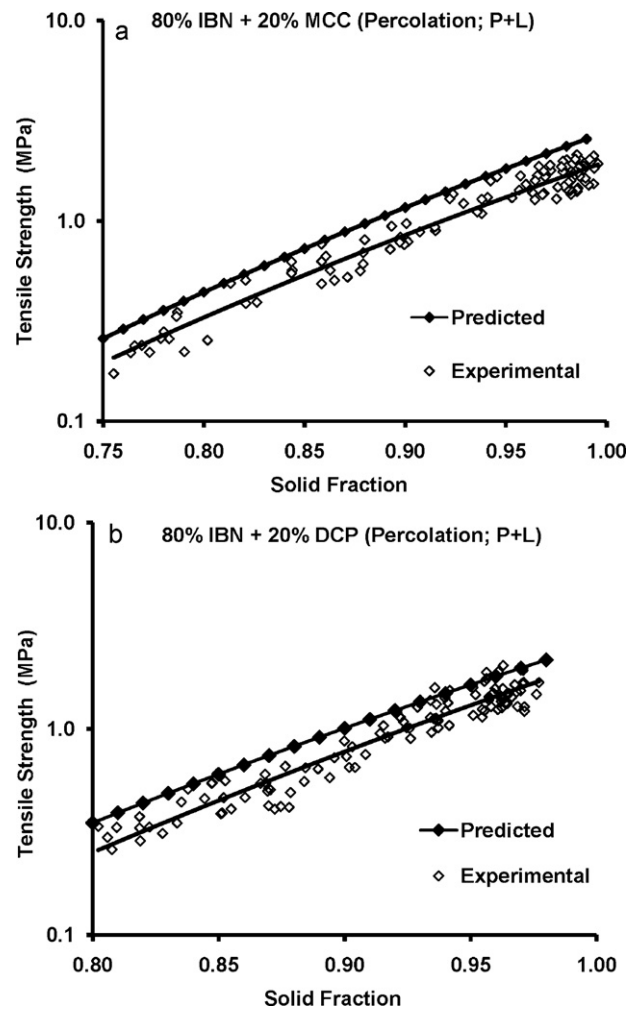 a
80% IBN + 20% MCC (Percolation; P+L)
10.0
1.0
0.1
Tensile Strength (MPa)
Predicted
Experimental
0.75 0.80 0.85 0.90 0.95 1.00
Solid Fraction
b
80% IBN + 20% DCP (Percolation; P+L)
10.0
1.0
0.1
Tensile Strength (MPa)
Predicted
Experimental
0.80 0.85 0.90 0.95 1.00
Solid Fraction